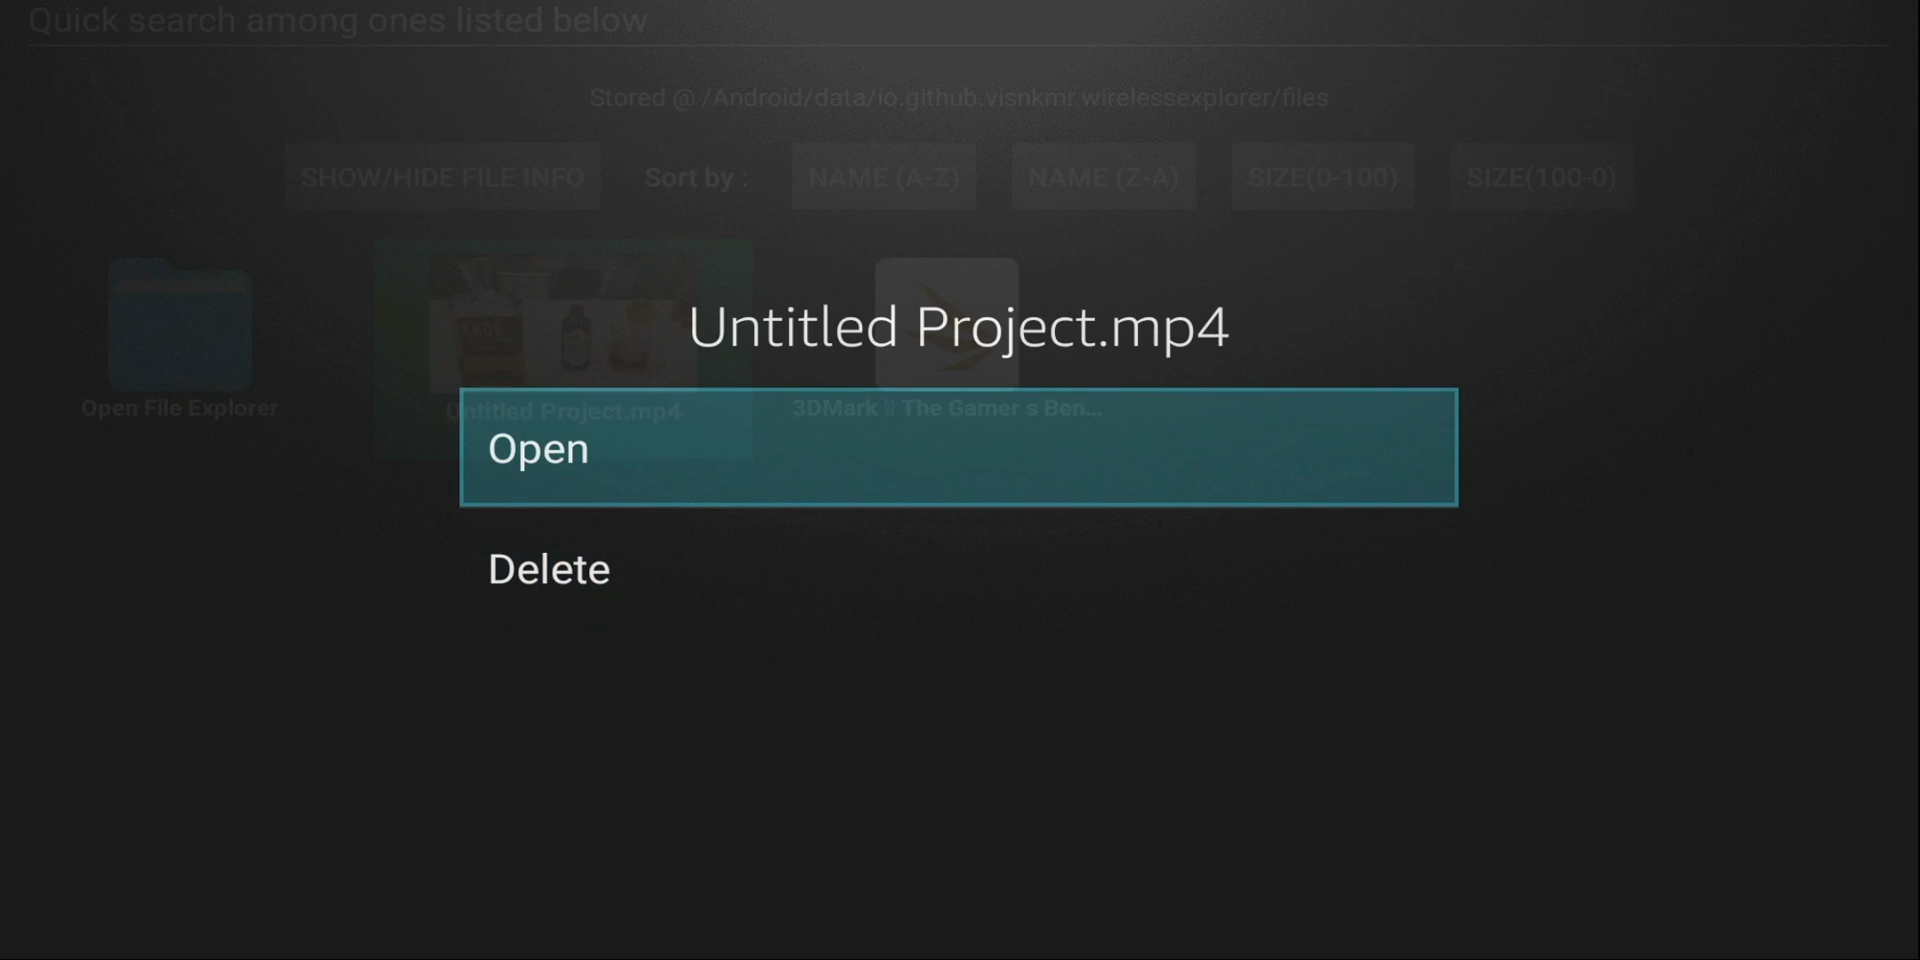 Quick search among ones listed below
Stored @ /Android/data/io.github.visnkmr.wirelessexplorer/files
SHOW/HIDE FILE INFO Sort by : NAME (A-Z) NAME (Z-A) SIZE(0-100) SIZE(100-0)
Untitled Project.mp4
Open File Explorer Untitled Project.mp4 3DMark The Gamer s Ben...
Open
Delete